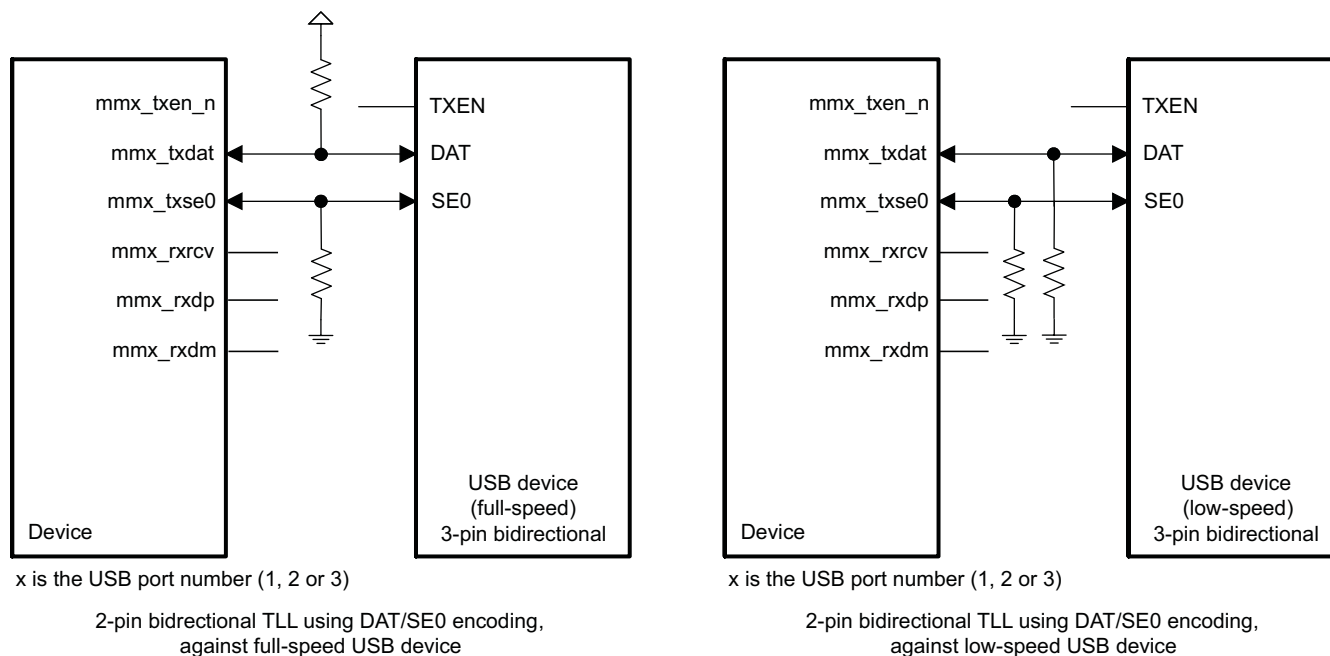 mmx_txen_n
mmx_txdat
mmx_txse0
mmx_rxrcv
mmx_rxdp
mmx_rxdm
Device
TXEN
DAT
SE0
USB device
(full-speed)
3-pin bidirectional
x is the USB port number (1, 2 or 3)
2-pin bidirectional TLL using DAT/SE0 encoding,
against full-speed USB device
mmx_txen_n
mmx_txdat
mmx_txse0
mmx_rxrcv
mmx_rxdp
mmx_rxdm
Device
TXEN
DAT
SE0
USB device
(low-speed)
3-pin bidirectional
x is the USB port number (1, 2 or 3)
2-pin bidirectional TLL using DAT/SE0 encoding,
against low-speed USB device